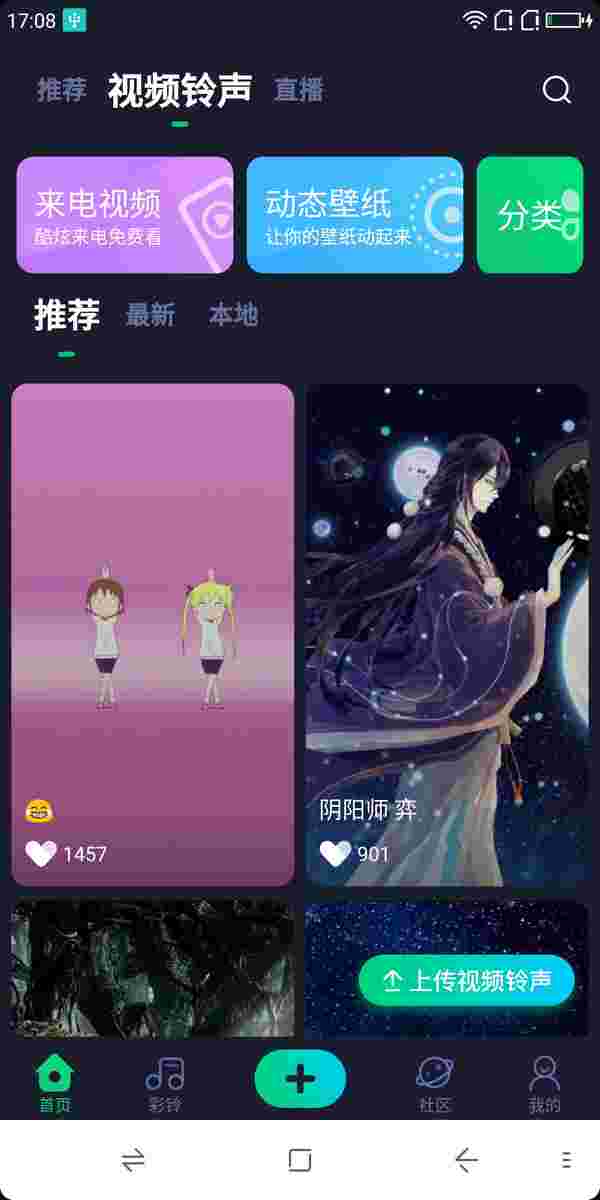 17:08
推荐 视频铃声 直播
来电视频
酷炫来电免费看
动态壁纸
让你的壁纸动起来
分类
推荐 最新 本地
😂
1457
阴阳师 弈
901
上传视频铃声
首页 彩铃 社区 我的